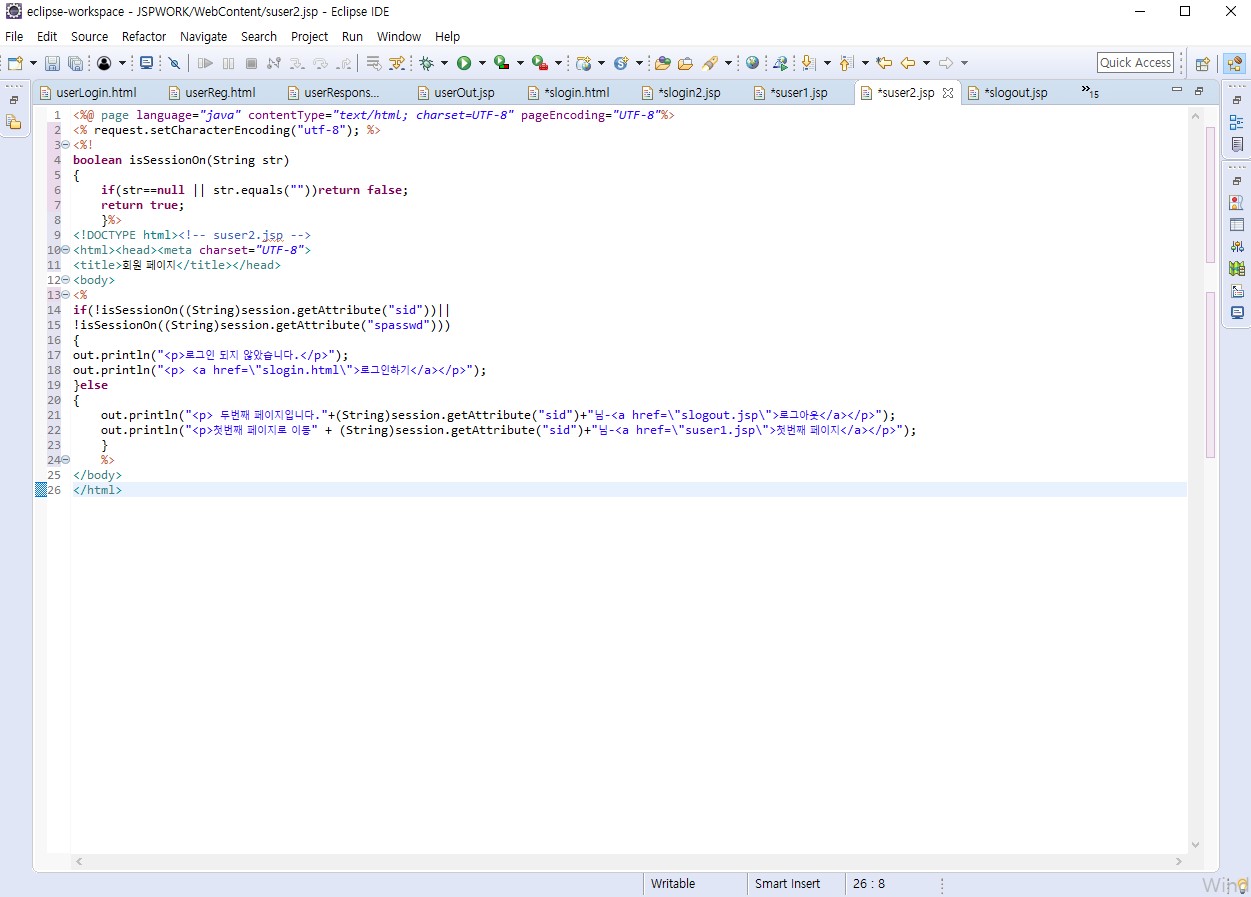 eclipse-workspace - JSPWORK/WebContent/suser2.jsp - Eclipse IDE
File Edit Source Refactor Navigate Search Project Run Window Help
Quick Access
userLogin.html userReg.html userRespons... userOut.jsp *slogin.html *slogin2.jsp *suser1.jsp *suser2.jsp *slogout.jsp »15
1 <%@ page language="java" contentType="text/html; charset=UTF-8" pageEncoding="UTF-8"%>
2 <% request.setCharacterEncoding("utf-8"); %>
3 <%!
4 boolean isSessionOn(String str)
5 {
6 if(str==null || str.equals(""))return false;
7 return true;
8 }%>
9 <!DOCTYPE html><!-- suser2.jsp -->
10 <html><head><meta charset="UTF-8">
11 <title>회원 페이지</title></head>
12 <body>
13 <%
14 if(!isSessionOn((String)session.getAttribute("sid"))||
15 !isSessionOn((String)session.getAttribute("spasswd")))
16 {
17 out.println("<p>로그인 되지 않았습니다.</p>");
18 out.println("<p> <a href=\"slogin.html\">로그인하기</a></p>");
19 }else
20 {
21 out.println("<p> 두번째 페이지입니다."+(String)session.getAttribute("sid")+"님-<a href=\"slogout.jsp\">로그아웃</a></p>");
22 out.println("<p>첫번째 페이지로 이동" + (String)session.getAttribute("sid")+"님-<a href=\"suser1.jsp\">첫번째 페이지</a></p>");
23 }
24 %>
25 </body>
26 </html>
Writable Smart Insert 26 : 8
Wind